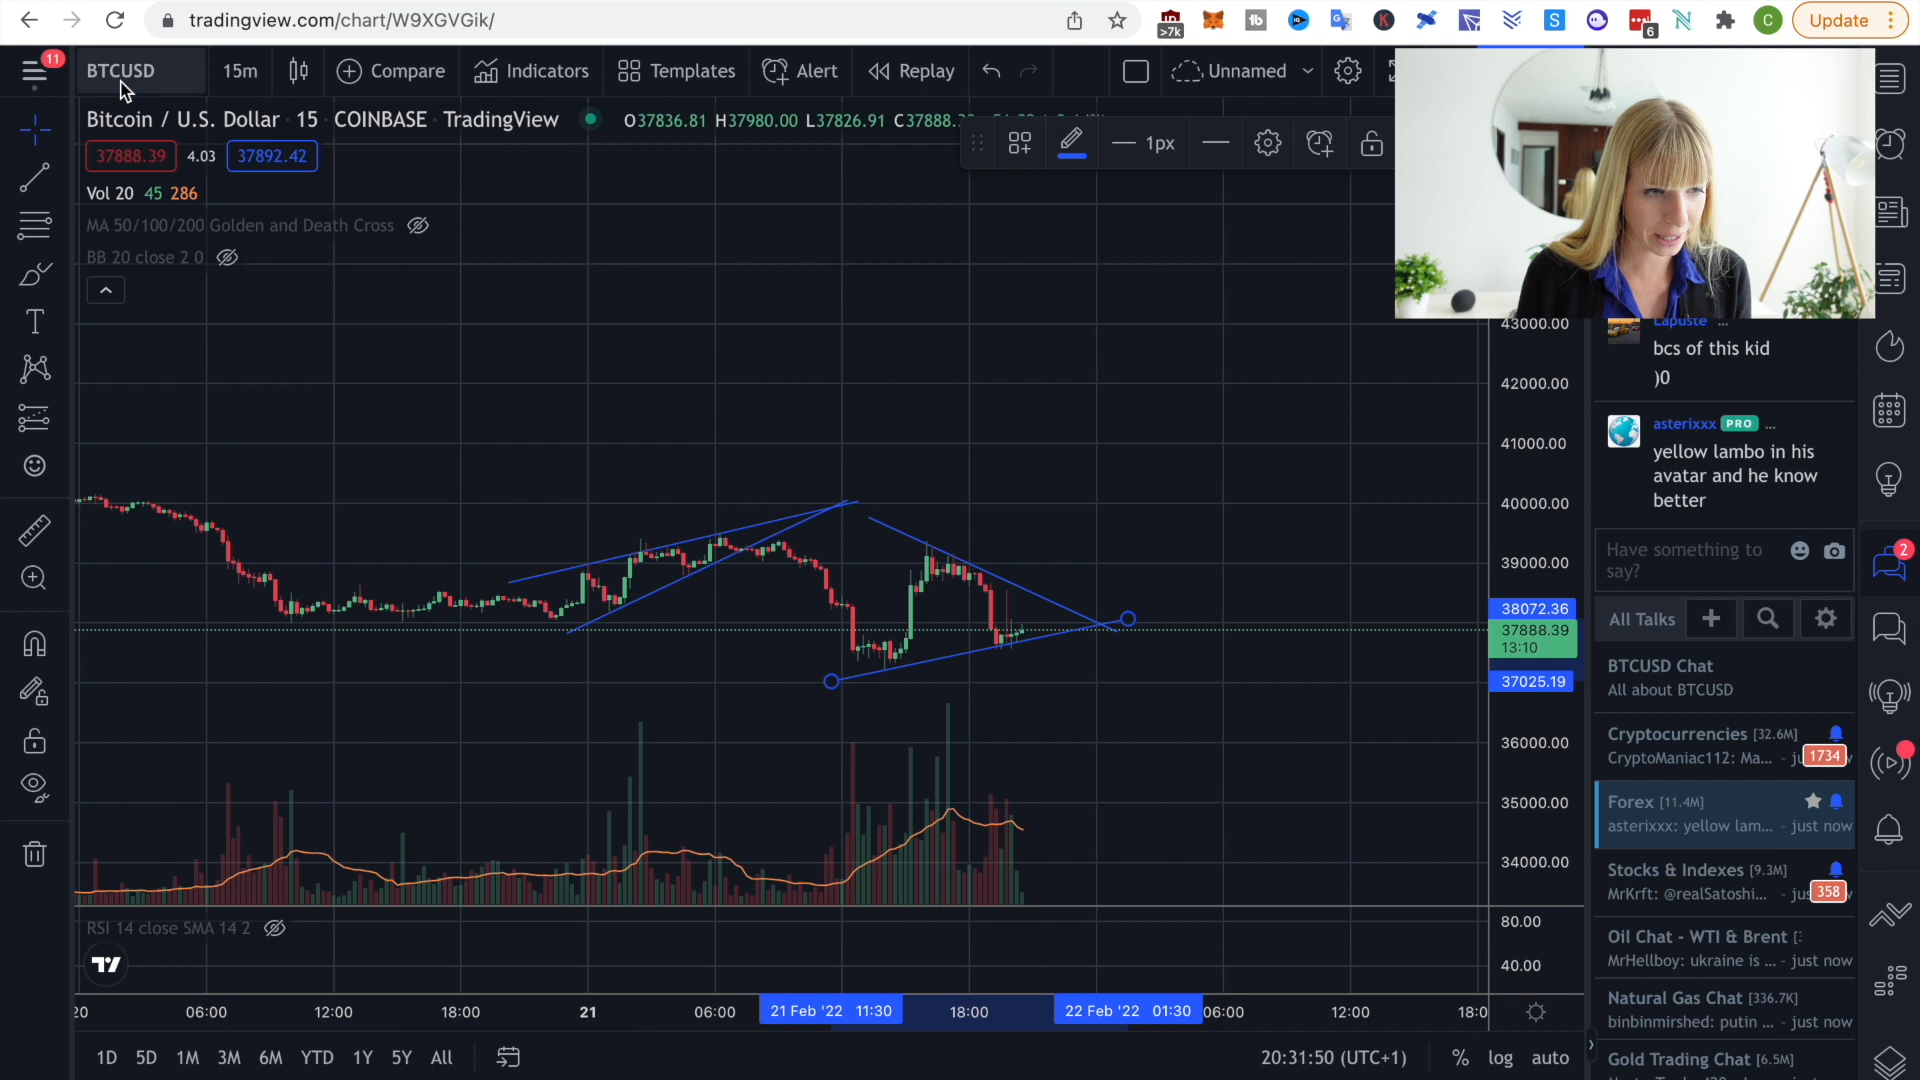 tradingview.com/chart/W9XGVGik/
>7k
6
C
Update
11
BTCUSD
15m
Compare
Indicators
Templates
Alert
Replay
Unnamed
Bitcoin / U.S. Dollar · 15 · COINBASE · TradingView
O37836.81 H37980.00 L37826.91 C37888.39
37888.39
4.03
37892.42
1px
Vol 20 45 286
MA 50/100/200 Golden and Death Cross
BB 20 close 2 0
43000.00
42000.00
41000.00
40000.00
39000.00
38072.36
37888.39
13:10
37025.19
36000.00
35000.00
34000.00
RSI 14 close SMA 14 2
80.00
40.00
20
06:00
12:00
18:00
21
06:00
21 Feb '22 11:30
18:00
22 Feb '22 01:30
06:00
12:00
18:0
1D
5D
1M
3M
6M
YTD
1Y
5Y
All
20:31:50 (UTC+1)
%
log
auto
Lapuste ...
bcs of this kid
)0
asterixxx PRO ...
yellow lambo in his
avatar and he know
better
Have something to
say?
2
All Talks
BTCUSD Chat
All about BTCUSD
Cryptocurrencies [32.6M]
CryptoManiac112: Ma... - ju
1734
Forex [11.4M]
asterixxx: yellow lam... - just now
Stocks & Indexes [9.3M]
MrKrft: @realSatoshi... - jus
358
Oil Chat - WTI & Brent [
MrHellboy: ukraine is ... - just now
Natural Gas Chat [336.7K]
binbinmirshed: putin ... - just now
Gold Trading Chat [6.5M]